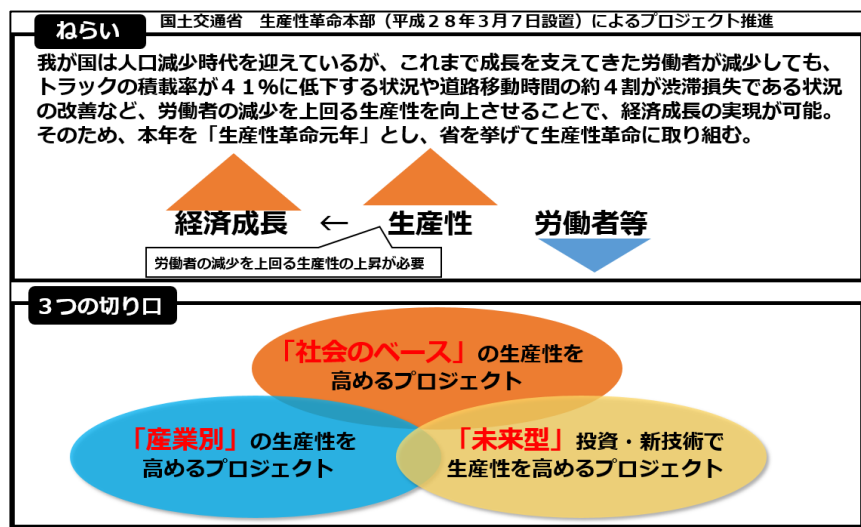 国土交通省　生産性革命本部（平成２８年３月７日設置）によるプロジェクト推進
ねらい
我が国は人口減少時代を迎えているが、これまで成長を支えてきた労働者が減少しても、
トラックの積載率が４１％に低下する状況や道路移動時間の約４割が渋滞損失である状況
の改善など、労働者の減少を上回る生産性を向上させることで、経済成長の実現が可能。
そのため、本年を「生産性革命元年」とし、省を挙げて生産性革命に取り組む。
経済成長　←　生産性　労働者等
労働者の減少を上回る生産性の上昇が必要
３つの切り口
「社会のベース」の生産性を
高めるプロジェクト
「産業別」の生産性を
高めるプロジェクト
「未来型」投資・新技術で
生産性を高めるプロジェクト